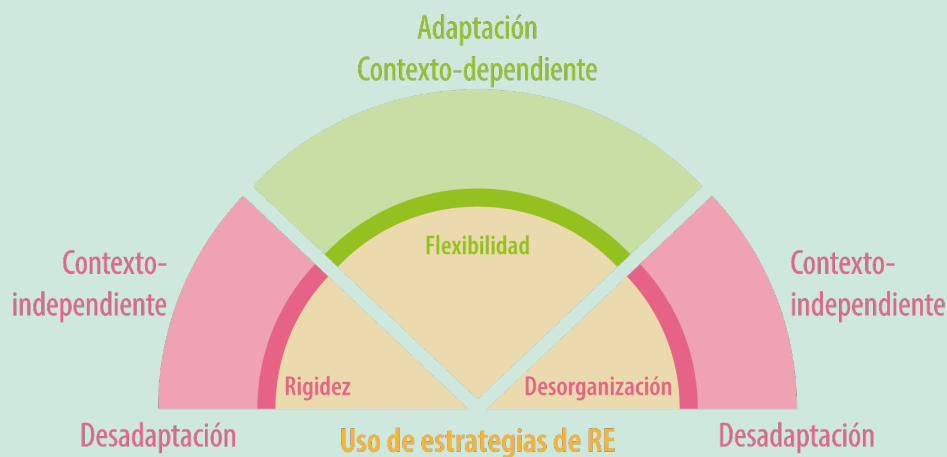 Adaptación
Contexto-dependiente
Flexibilidad
Contexto-
independiente
Contexto-
independiente
Rigidez
Desorganización
Desadaptación
Uso de estrategias de RE
Desadaptación